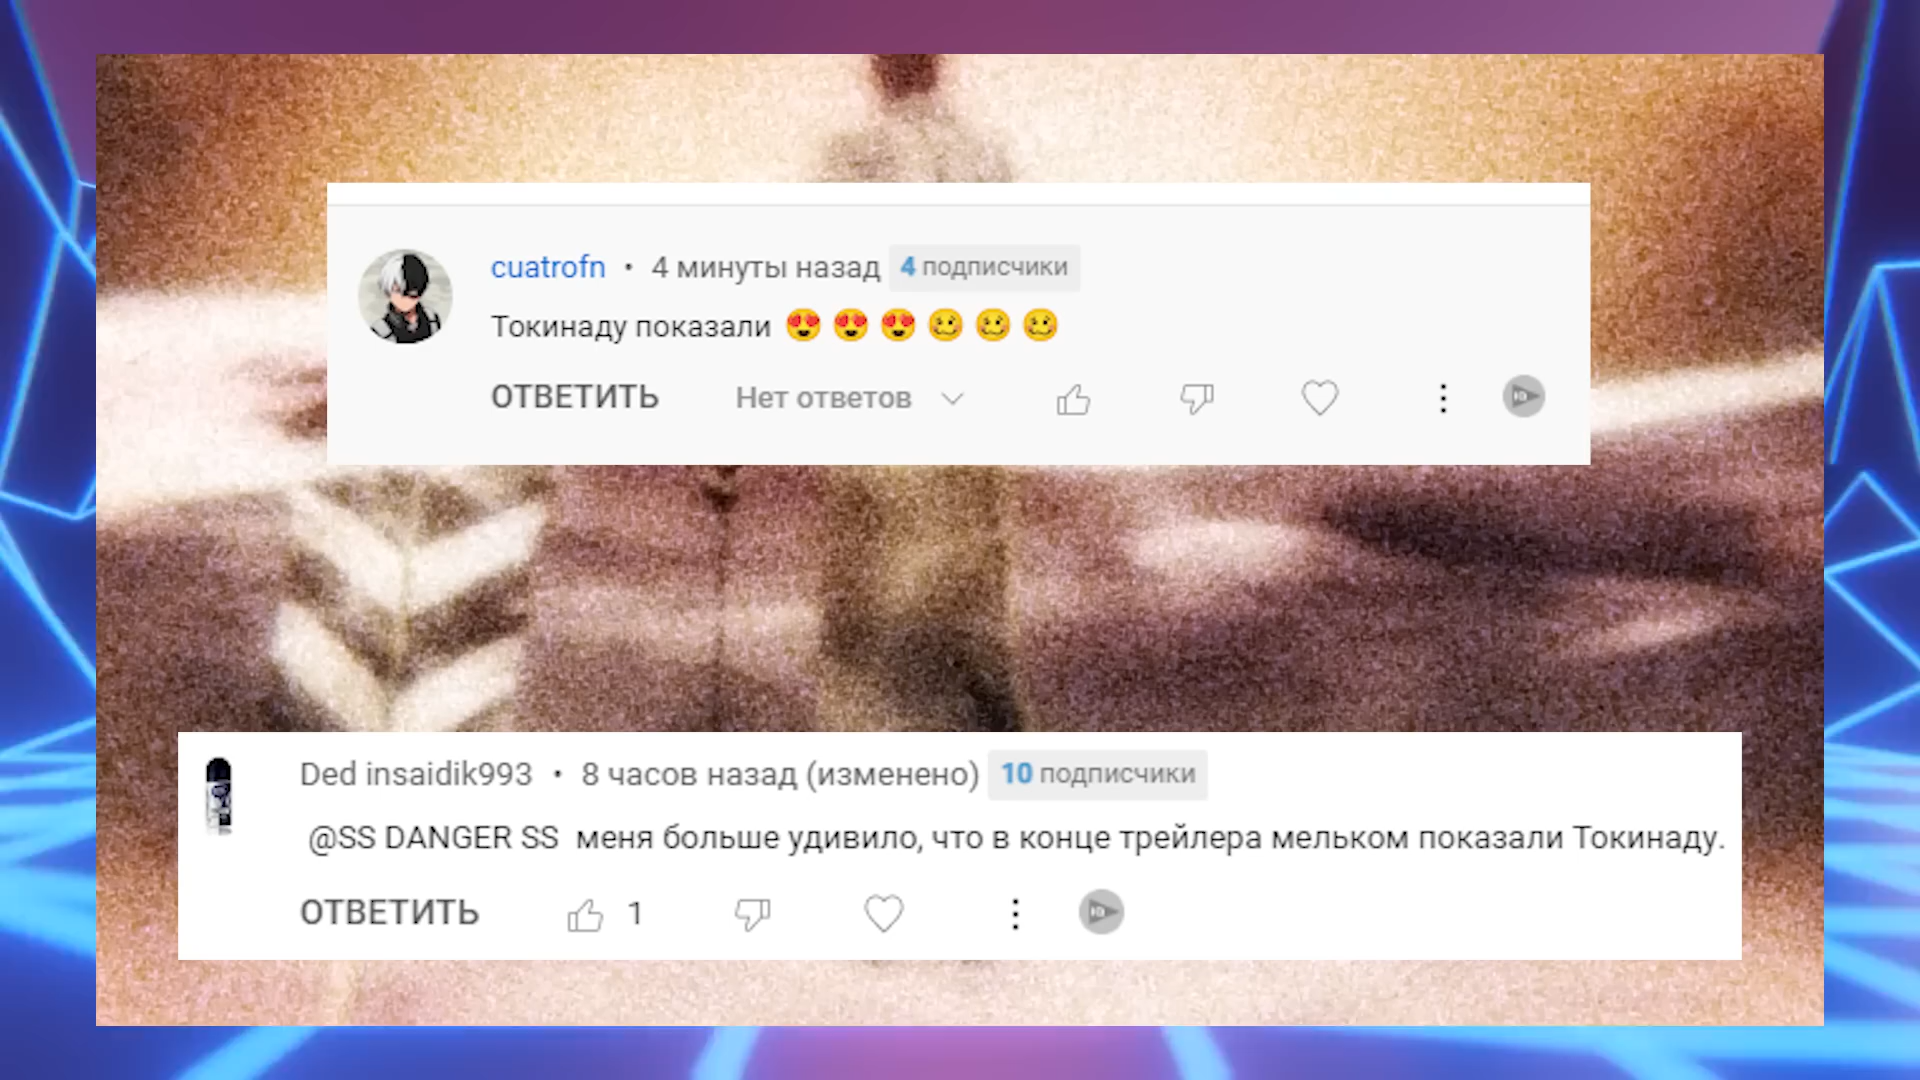 cuatrofn • 4 минуты назад 4 подписчики
Токинаду показали 😍😍😍🥴🥴🥴
ОТВЕТИТЬ Нет ответов
Ded insaidik993 • 8 часов назад (изменено) 10 подписчики
@SS DANGER SS меня больше удивило, что в конце трейлера мельком показали Токинаду.
ОТВЕТИТЬ 1